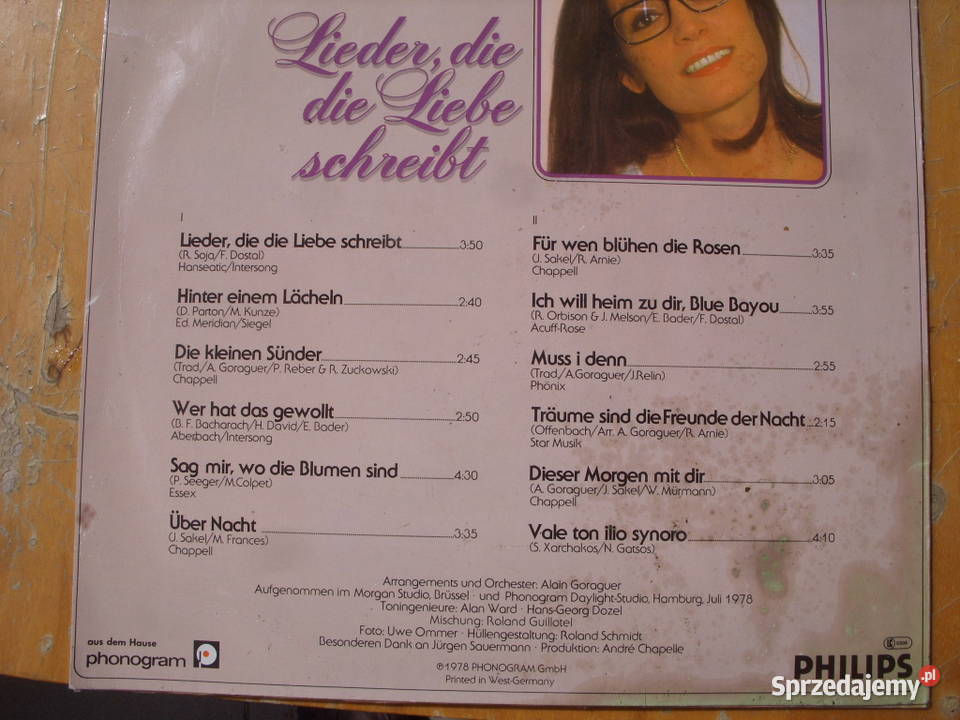 Lieder, die
die Liebe
schreibt
I
Lieder, die die Liebe schreibt 3:50
(R. Soja/F. Dostal)
Hanseatic/Intersong
Hinter einem Lächeln 2:40
(D. Parton/M. Kunze)
Ed. Meridian/Siegel
Die kleinen Sünder 2:45
(Trad./A. Goraguer/P. Reber & R. Zuckowski)
Chappell
Wer hat das gewollt 2:50
(B. F. Bacharach/H. David/E. Bader)
Aberbach/Intersong
Sag mir, wo die Blumen sind 4:30
(P. Seeger/M.Colpet)
Essex
Über Nacht 3:35
(J. Sakel/M. Frances)
Chappell
II
Für wen blühen die Rosen 3:35
(J. Sakel/R. Arnie)
Chappell
Ich will heim zu dir, Blue Bayou 3:55
(R. Orbison & J. Melson/E. Bader/F. Dostal)
Acuff-Rose
Muss i denn 2:55
(Trad./A.Goraguer/J.Relin)
Phönix
Träume sind die Freunde der Nacht 2:15
(Offenbach/Arr. A. Goraguer/R. Arnie)
Star Musik
Dieser Morgen mit dir 3:05
(A. Goraguer/J. Sakel/W. Mürmann)
Chappell
Vale ton ilio synoro 4:10
(S. Xarchakos/N. Gatsos)
Arrangements und Orchester: Alain Goraguer
Aufgenommen im Morgan Studio, Brüssel · und Phonogram Daylight-Studio, Hamburg, Juli 1978
Toningenieure: Alan Ward · Hans-Georg Dozel
Mischung: Roland Guillotel
Foto: Uwe Ommer · Hüllengestaltung: Roland Schmidt
Besonderen Dank an Jürgen Sauermann · Produktion: André Chapelle
℗ 1978 PHONOGRAM GmbH
Printed in West-Germany
aus dem Hause
phonogram
PHILIPS
Sprzedajemy.pl